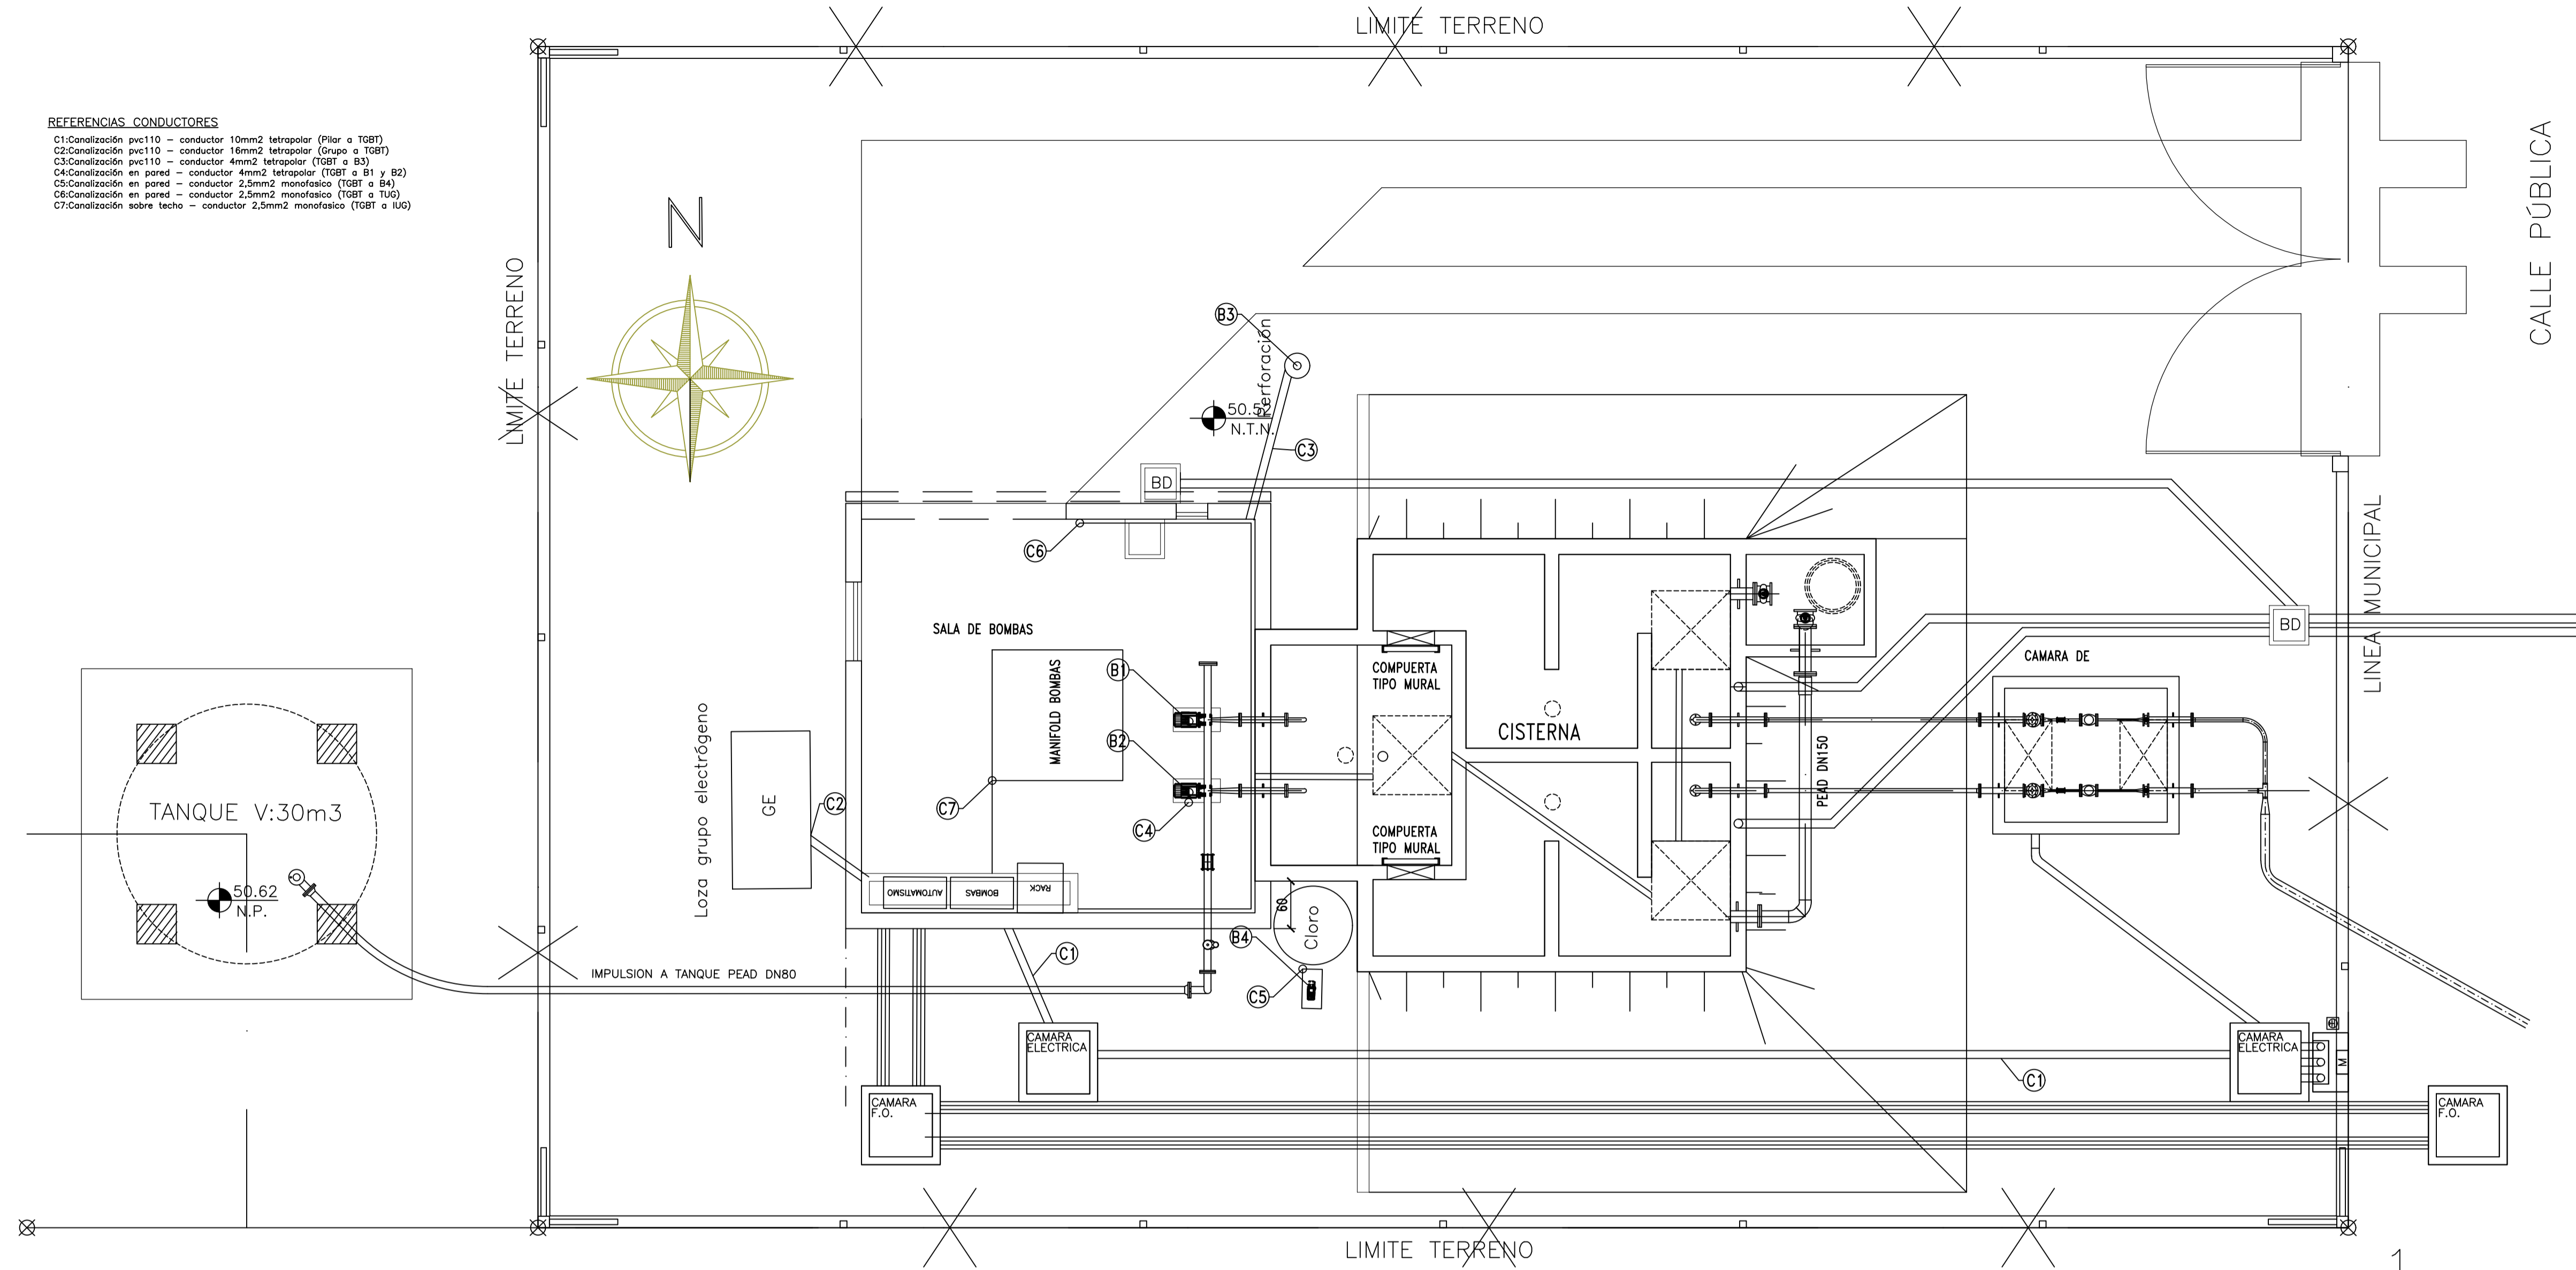 LIMITE TERRENO
REFERENCIAS CONDUCTORES
C1:Canalización pvc110 – conductor 10mm2 tetrapolar (Pilar a TGBT)
C2:Canalización pvc110 – conductor 16mm2 tetrapolar (Grupo a TGBT)
C3:Canalización pvc110 – conductor 4mm2 tetrapolar (TGBT a B3)
C4:Canalización en pared – conductor 4mm2 tetrapolar (TGBT a B1 y B2)
C5:Canalización en pared – conductor 2,5mm2 monofasico (TGBT a B4)
C6:Canalización en pared – conductor 2,5mm2 monofasico (TGBT a TUG)
C7:Canalización sobre techo – conductor 2,5mm2 monofasico (TGBT a IUG)
N
CALLE PÚBLICA
LIMITE TERRENO
B3
Perforación
50.52
N.T.N.
C3
BD
C6
LINEA MUNICIPAL
SALA DE BOMBAS
BD
CAMARA DE
MANIFOLD BOMBAS
B1
COMPUERTA
TIPO MURAL
CISTERNA
B2
PEAD DN150
Loza grupo electrógeno
GE
C2
C7
C4
COMPUERTA
TIPO MURAL
TANQUE V:30m3
50.62
N.P.
AUTOMATISMO
BOMBAS
RACK
60
Cloro
B4
C1
C5
IMPULSION A TANQUE PEAD DN80
CAMARA
ELECTRICA
CAMARA
ELECTRICA
M
C1
CAMARA
F.O.
CAMARA
F.O.
LIMITE TERRENO
1